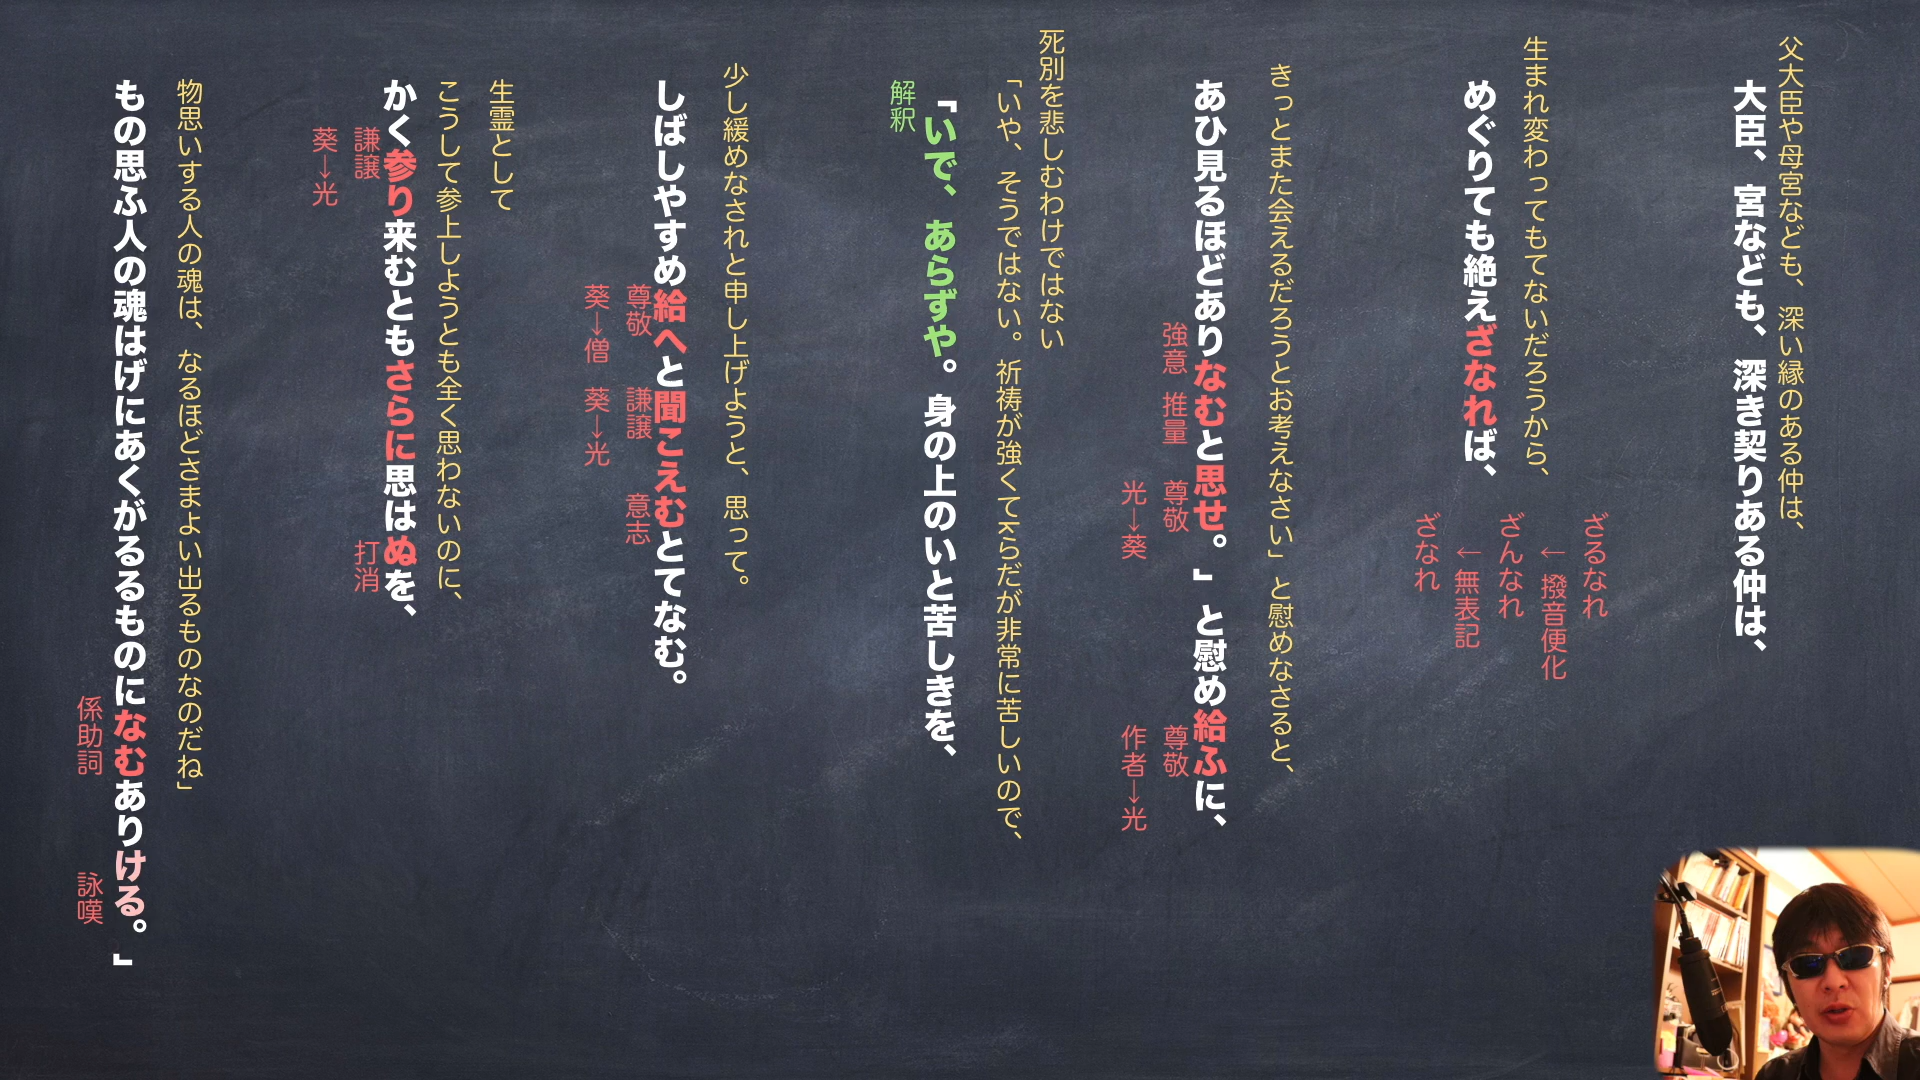 父大臣や母宮なども、深い縁のある仲は、
大臣、宮なども、深き契りある仲は、
生まれ変わってもてないだろうから、
めぐりても絶えざなれば、
ざるなれ
←撥音便化
ざんなれ
←無表記
ざなれ
きっとまた会えるだろうとお考えなさい」と慰めなさると、
あひ見るほどありなむと思せ。」と慰め給ふに、
強意 推量 尊敬 尊敬
光→葵 作者→光
死別を悲しむわけではない
「いや、そうではない。祈祷が強くてらだが非常に苦しいので、
「いで、あらずや。身の上のいと苦しきを、
解釈
少し緩めなされと申し上げようと、思って。
しばしやすめ給へと聞こえむとてなむ。
尊敬 謙譲 意志
葵→僧 葵→光
生霊として
こうして参上しようとも全く思わないのに、
かく参り来むともさらに思はぬを、
謙譲 打消
葵→光
物思いする人の魂は、なるほどさまよい出るものなのだね」
もの思ふ人の魂はげにあくがるるものになむありける。」
係助詞 詠嘆